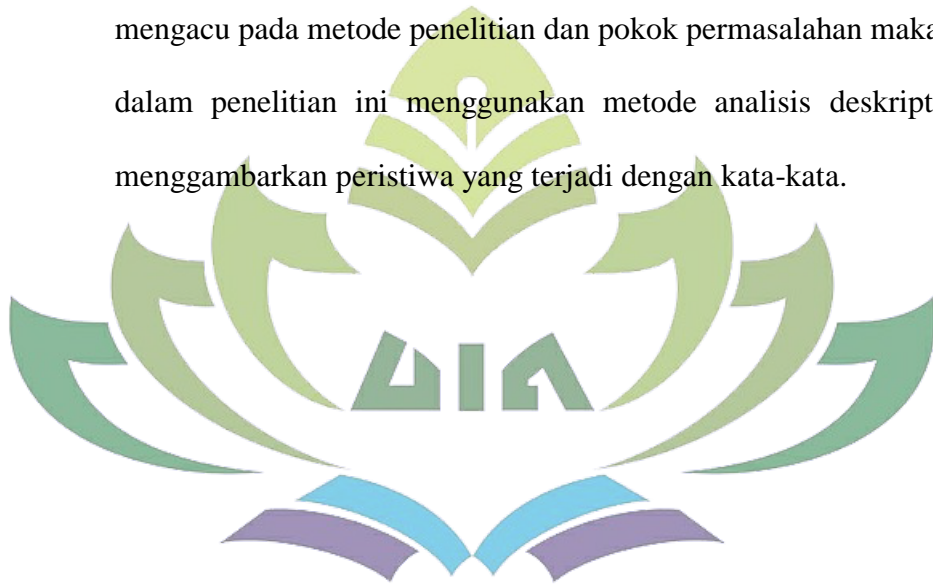 mengacu pada metode penelitian dan pokok permasalahan maka
dalam penelitian ini menggunakan metode analisis deskript
menggambarkan peristiwa yang terjadi dengan kata-kata.
UIN